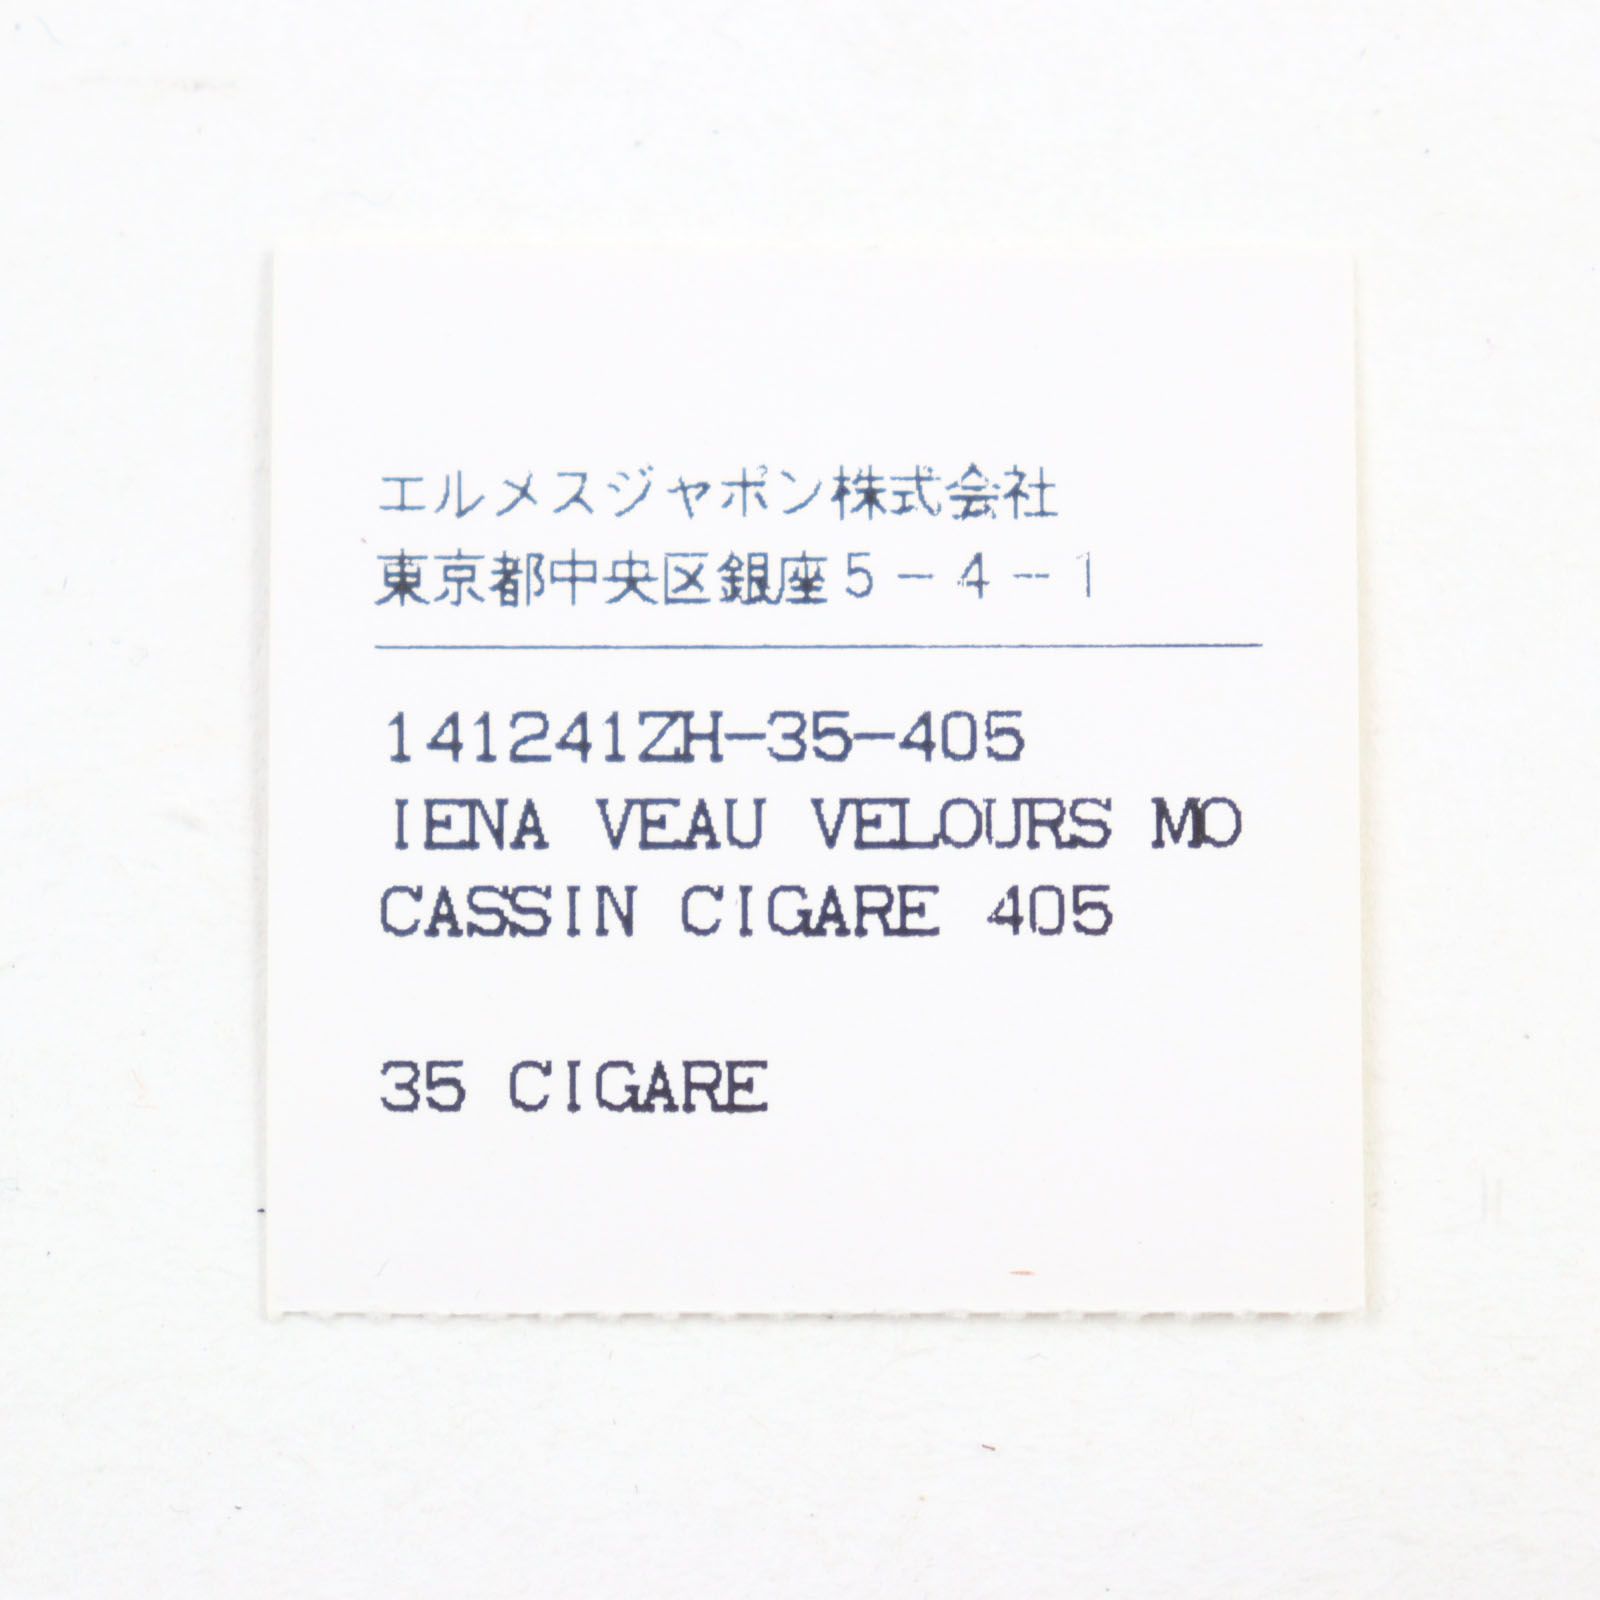 エルメスジャポン株式会社
東京都中央区銀座5-4-1
141241ZH-35-405
IENA VEAU VELOURS MO
CASSIN CIGARE 405
35 CIGARE